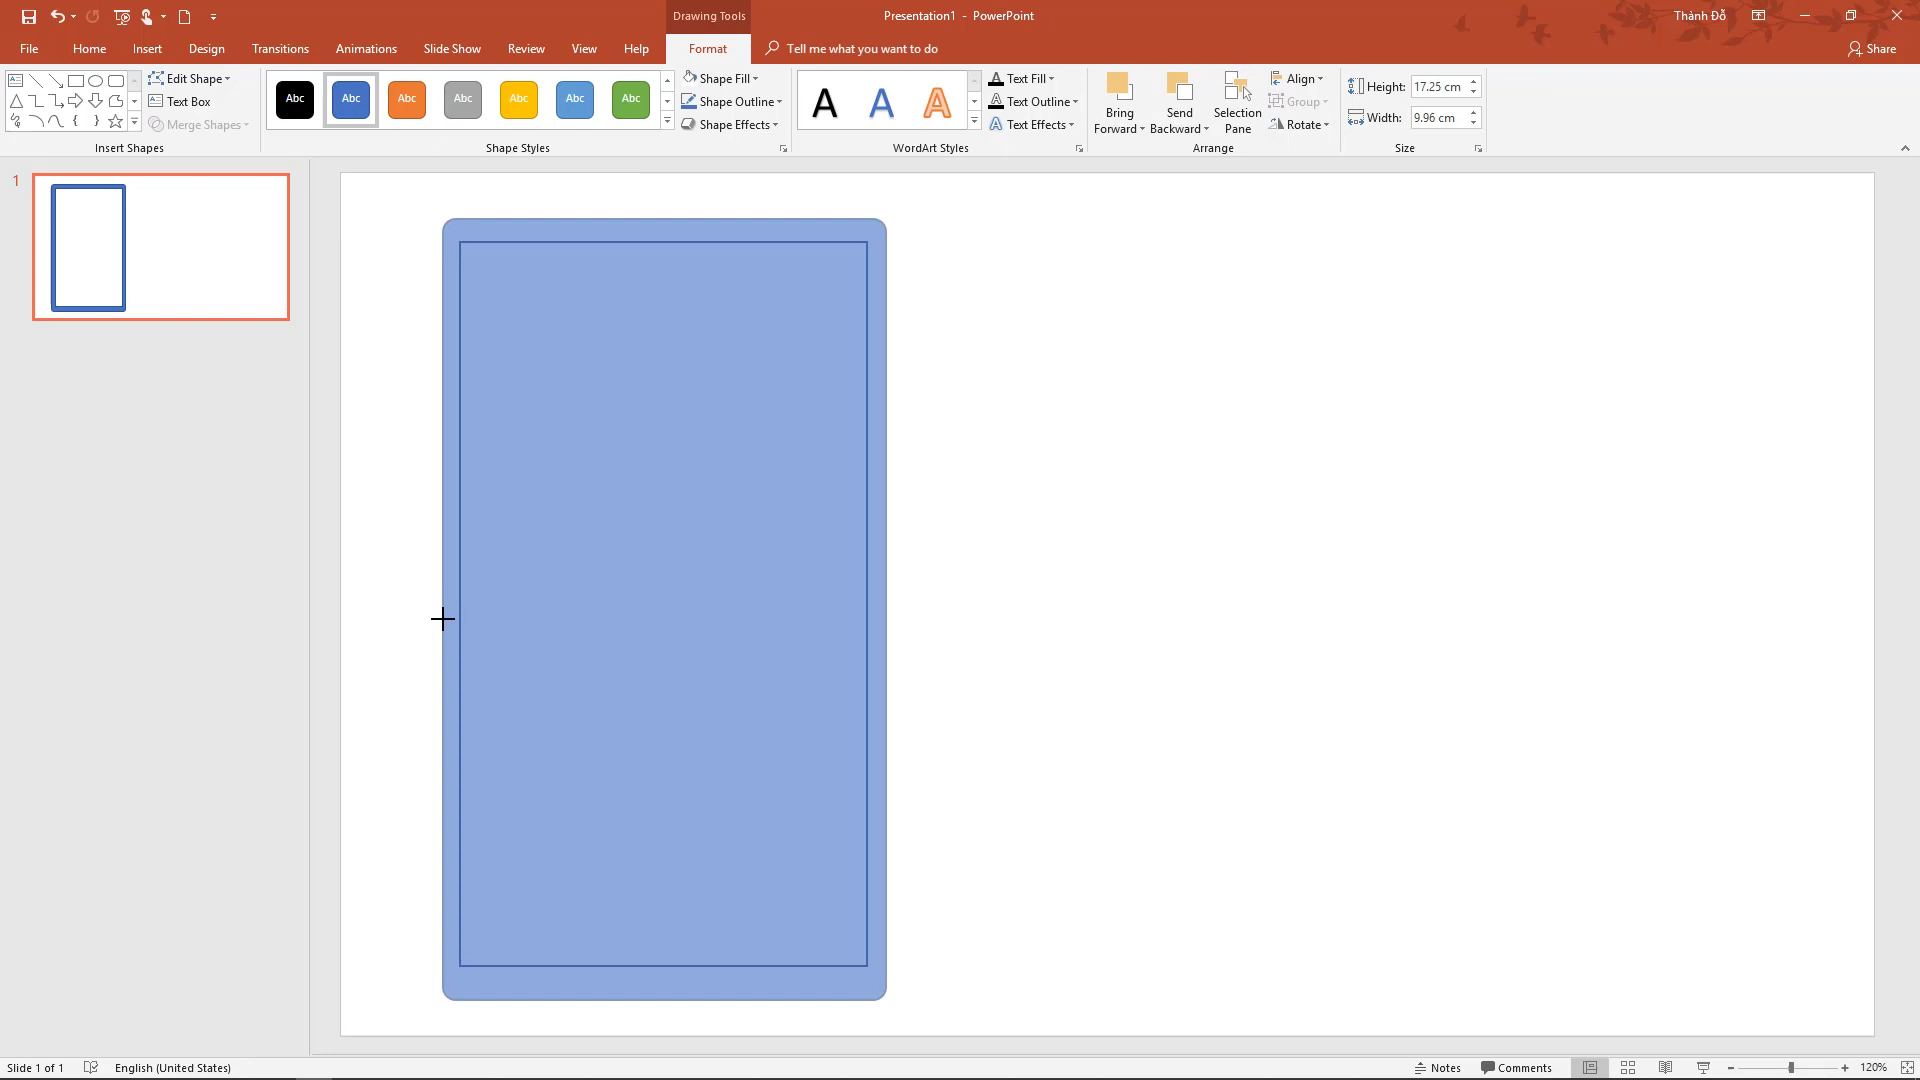 Drawing Tools
Presentation1 - PowerPoint
Thành Đỗ
File
Home
Insert
Design
Transitions
Animations
Slide Show
Review
View
Help
Format
Tell me what you want to do
Share
Edit Shape
Text Box
Merge Shapes
Insert Shapes
Abc
Abc
Abc
Abc
Abc
Abc
Abc
Shape Fill
Shape Outline
Shape Effects
Shape Styles
A
A
A
Text Fill
Text Outline
Text Effects
WordArt Styles
Bring
Forward
Send
Backward
Selection
Pane
Align
Group
Rotate
Arrange
Height:
17.25 cm
Width:
9.96 cm
Size
1
Slide 1 of 1
English (United States)
Notes
Comments
120%